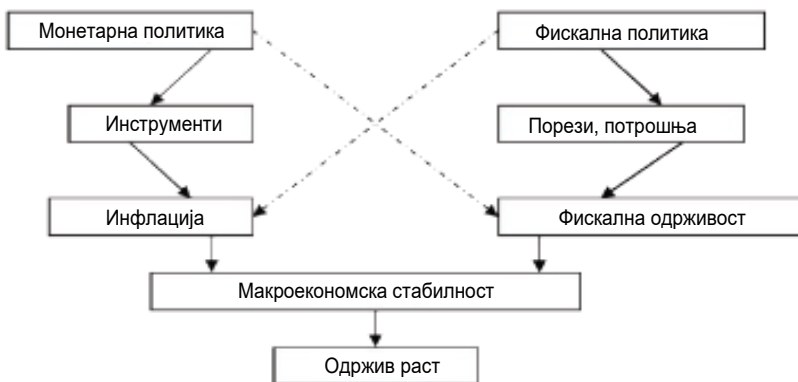 Монетарна политика
Фискална политика
Инструменти
Порези, потрошња
Инфлација
Фискална одрживост
Макроекономска стабилност
Одржив раст